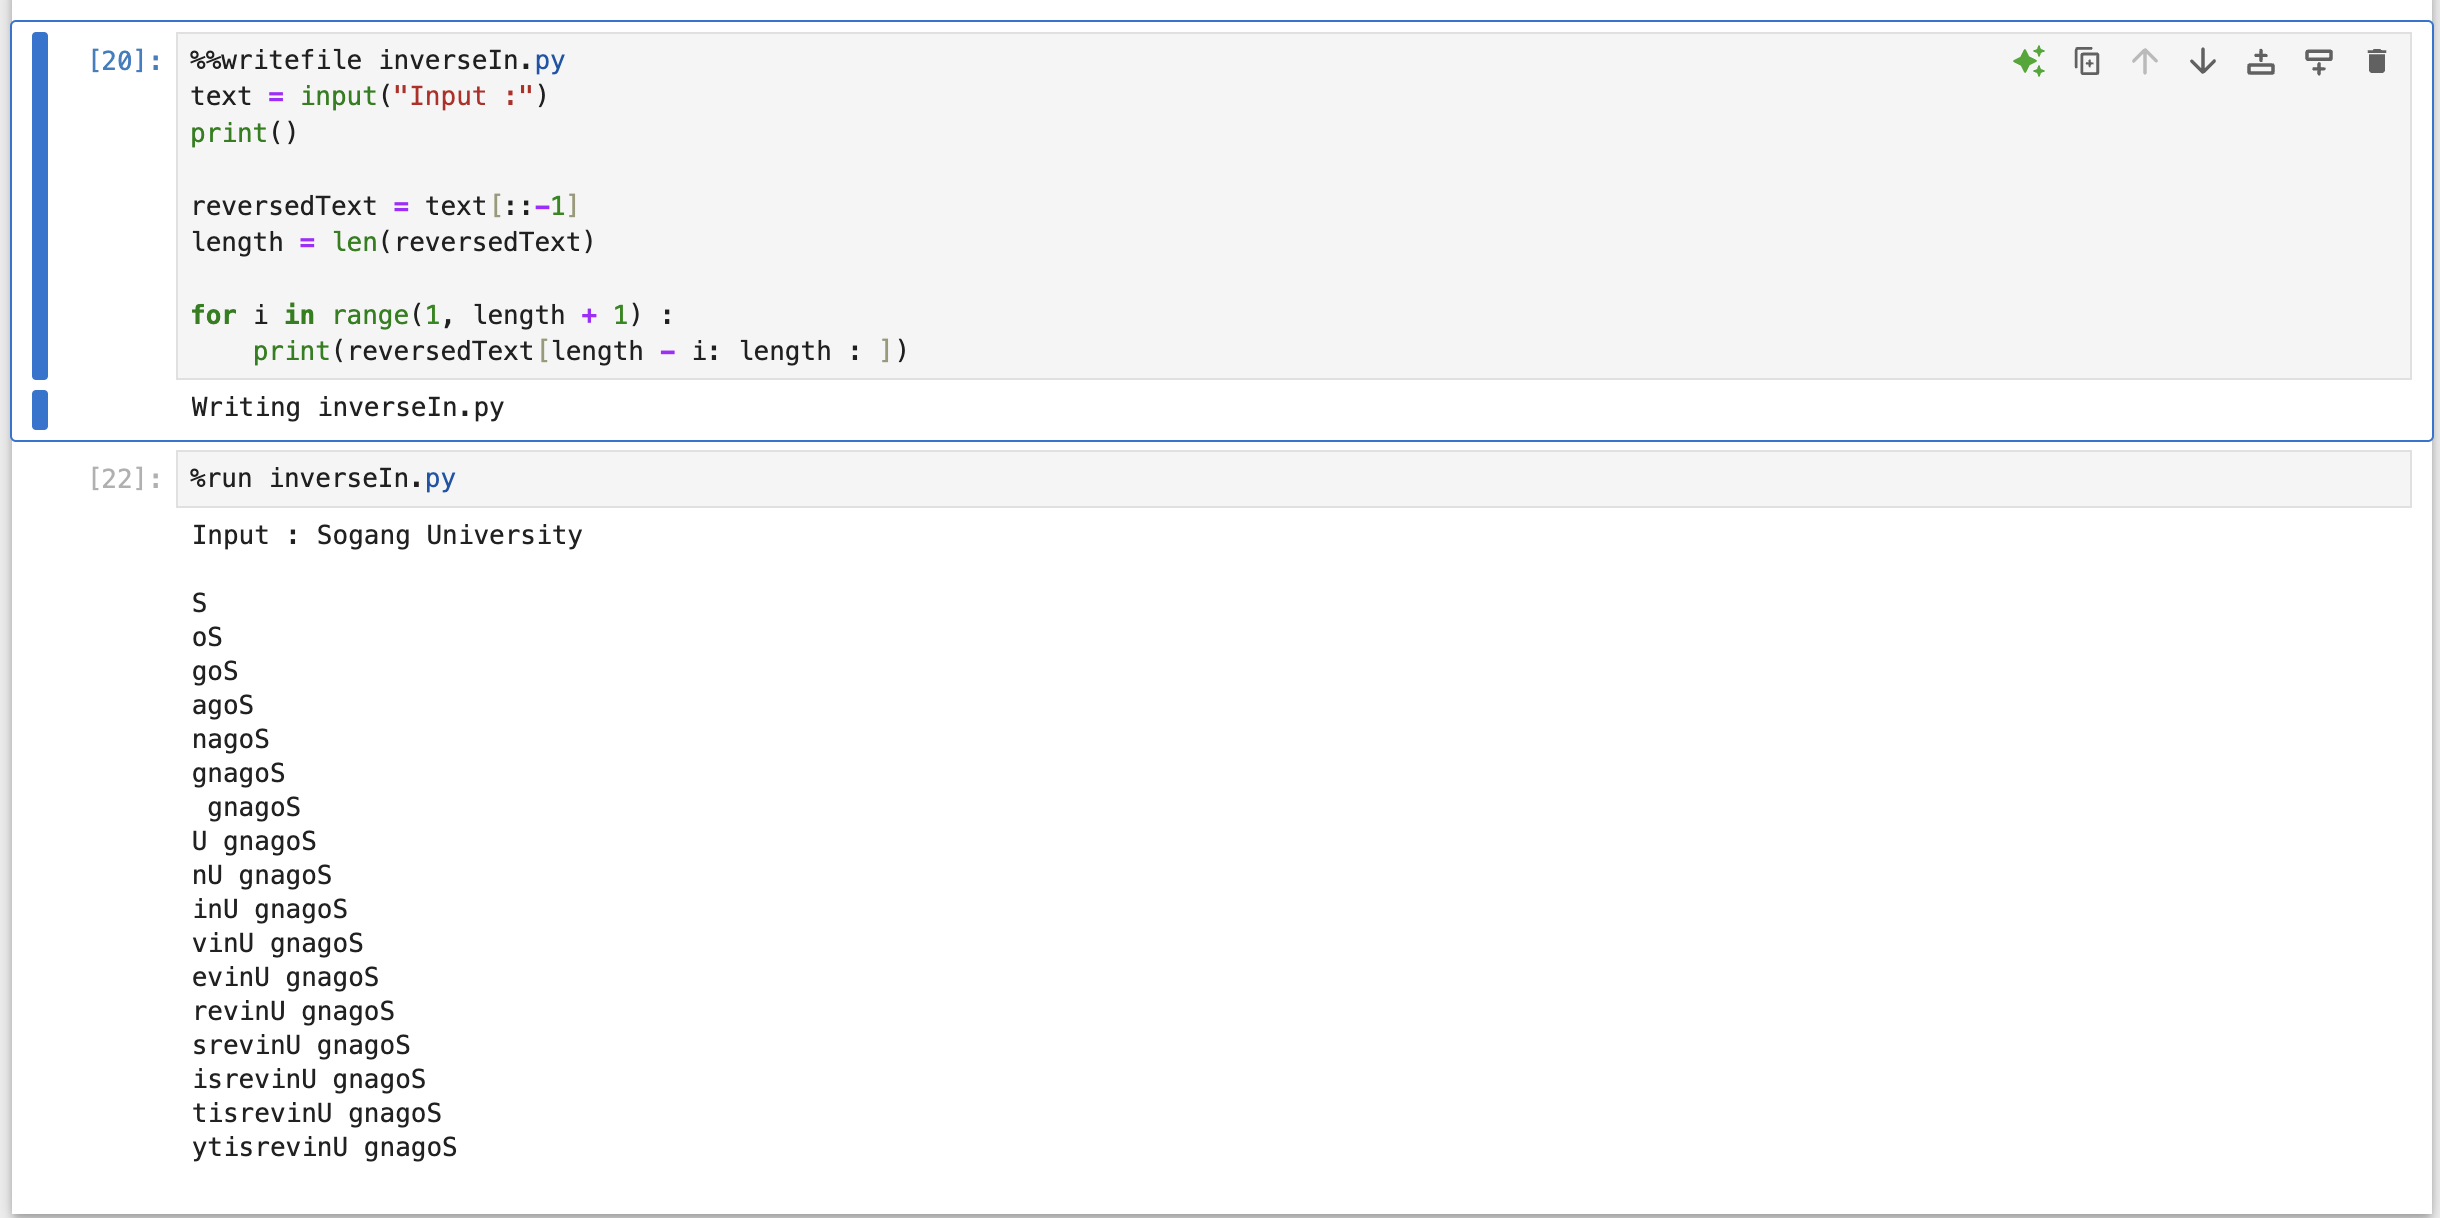 [20]: %%writefile inverseIn.py
text = input("Input :")
print()
reversedText = text[::-1]
length = len(reversedText)
for i in range(1, length + 1) :
    print(reversedText[length - i: length : ])
Writing inverseIn.py
[22]: %run inverseIn.py
Input : Sogang University
S
oS
goS
agoS
nagoS
gnagoS
 gnagoS
U gnagoS
nU gnagoS
inU gnagoS
vinU gnagoS
evinU gnagoS
revinU gnagoS
srevinU gnagoS
isrevinU gnagoS
tisrevinU gnagoS
ytisrevinU gnagoS